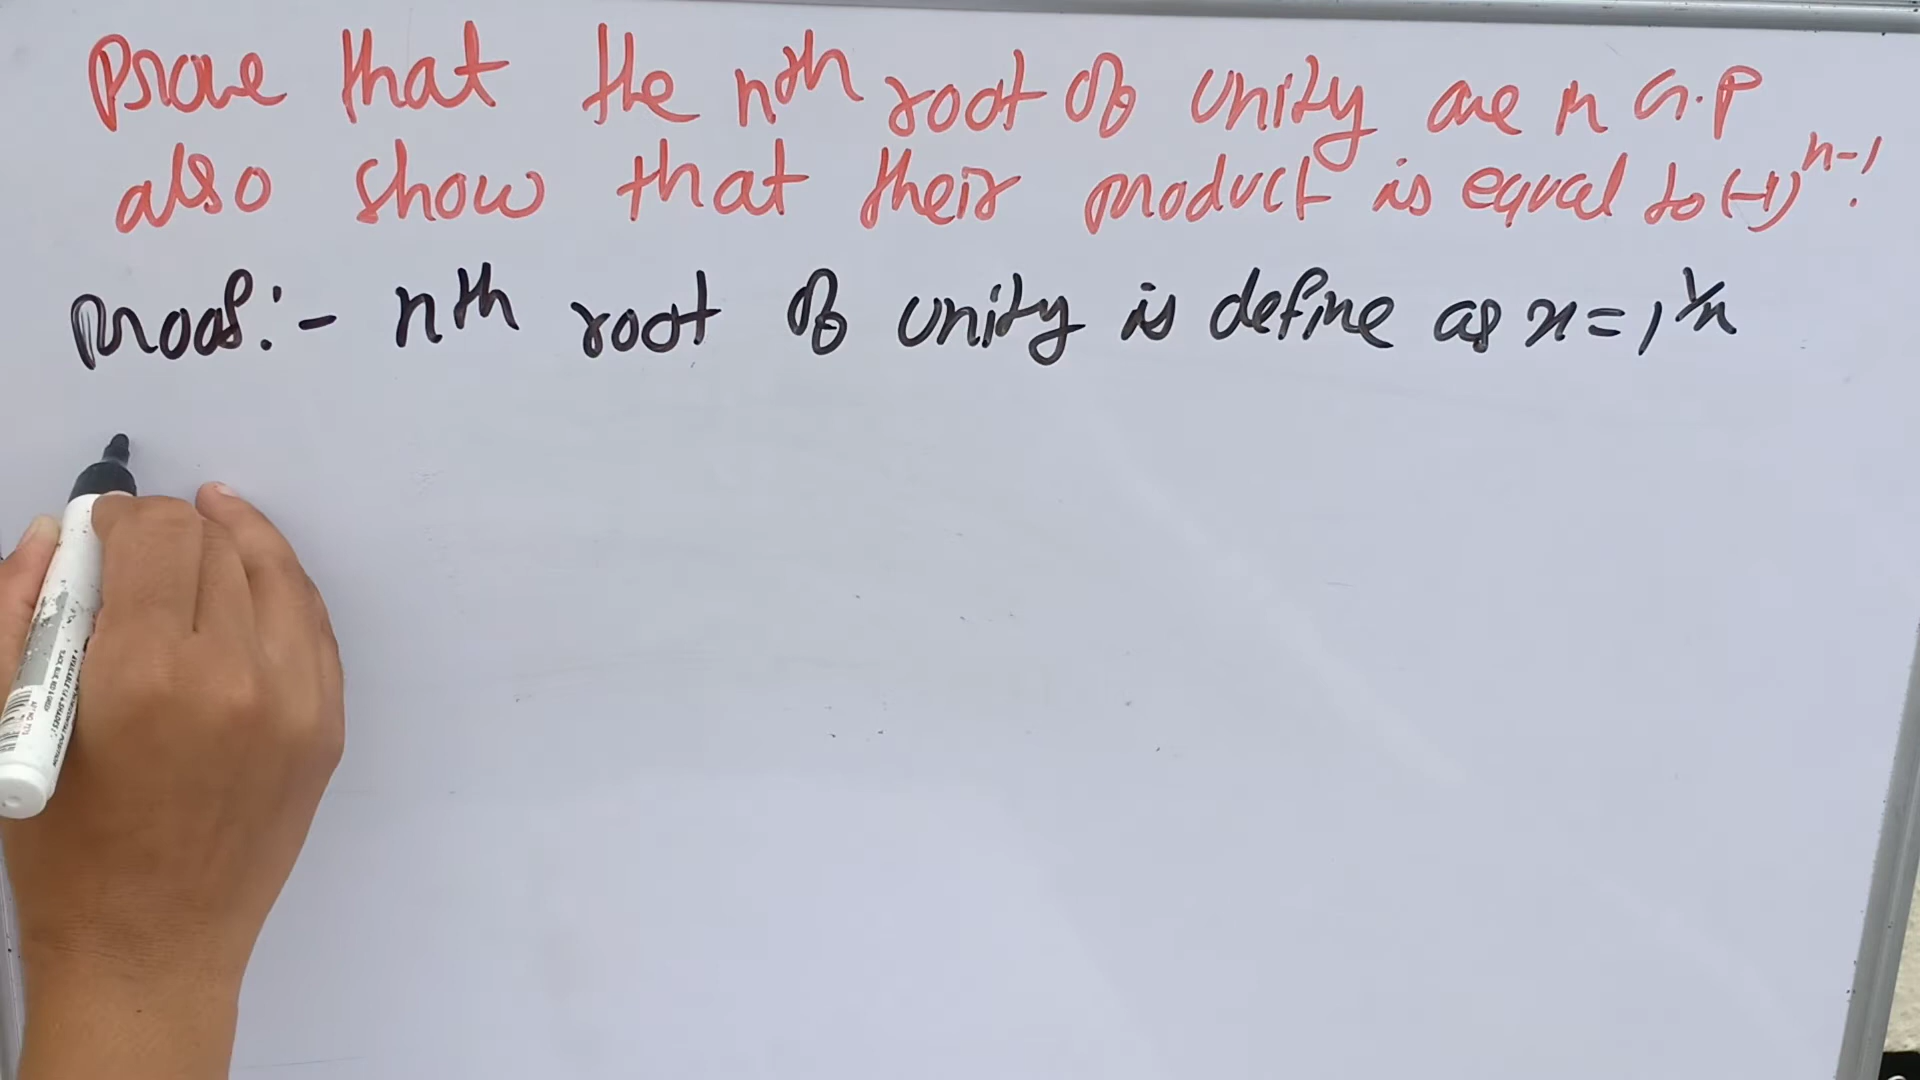 Prove that the nth root of unity are in G.P
also show that their product is equal to (-1)^n-1.
Proof:- nth root of unity is define as x = 1^1/n